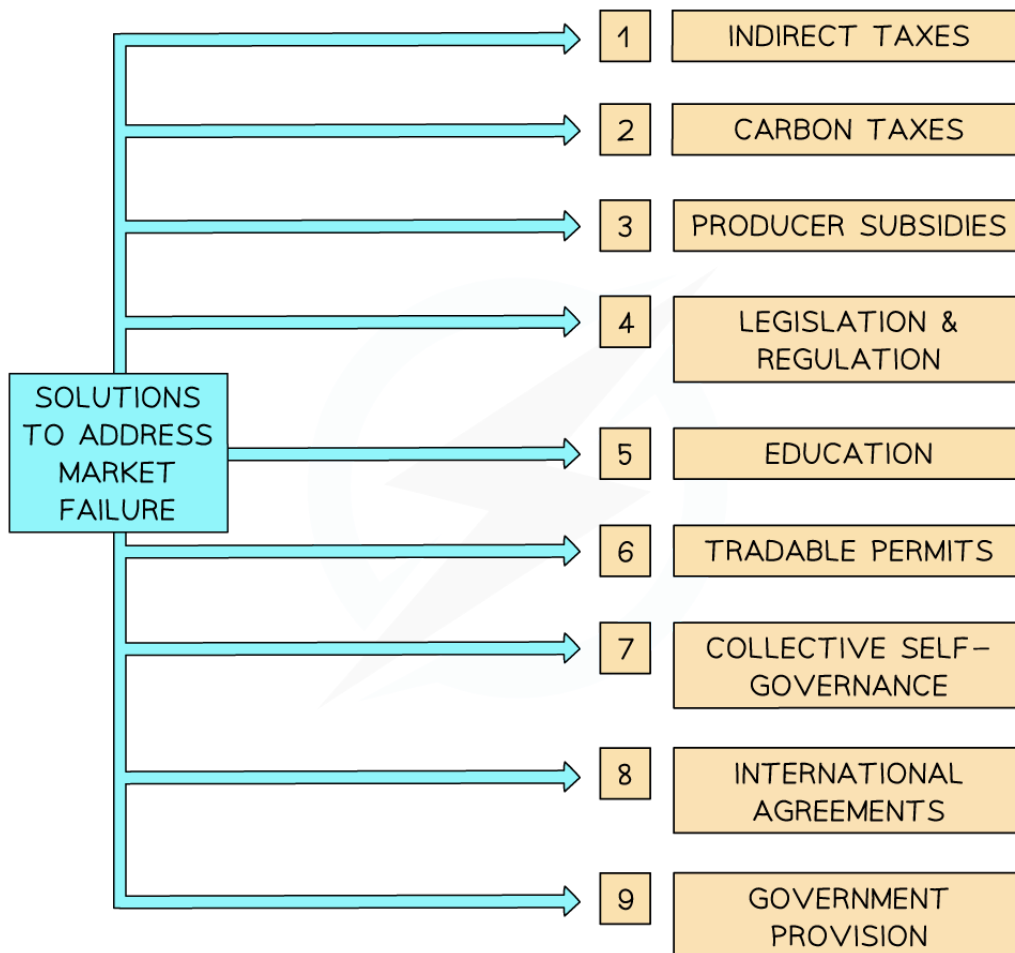 1 INDIRECT TAXES
2 CARBON TAXES
3 PRODUCER SUBSIDIES
4 LEGISLATION &
REGULATION
SOLUTIONS
TO ADDRESS
MARKET
FAILURE
5 EDUCATION
6 TRADABLE PERMITS
7 COLLECTIVE SELF-
GOVERNANCE
8 INTERNATIONAL
AGREEMENTS
9 GOVERNMENT
PROVISION